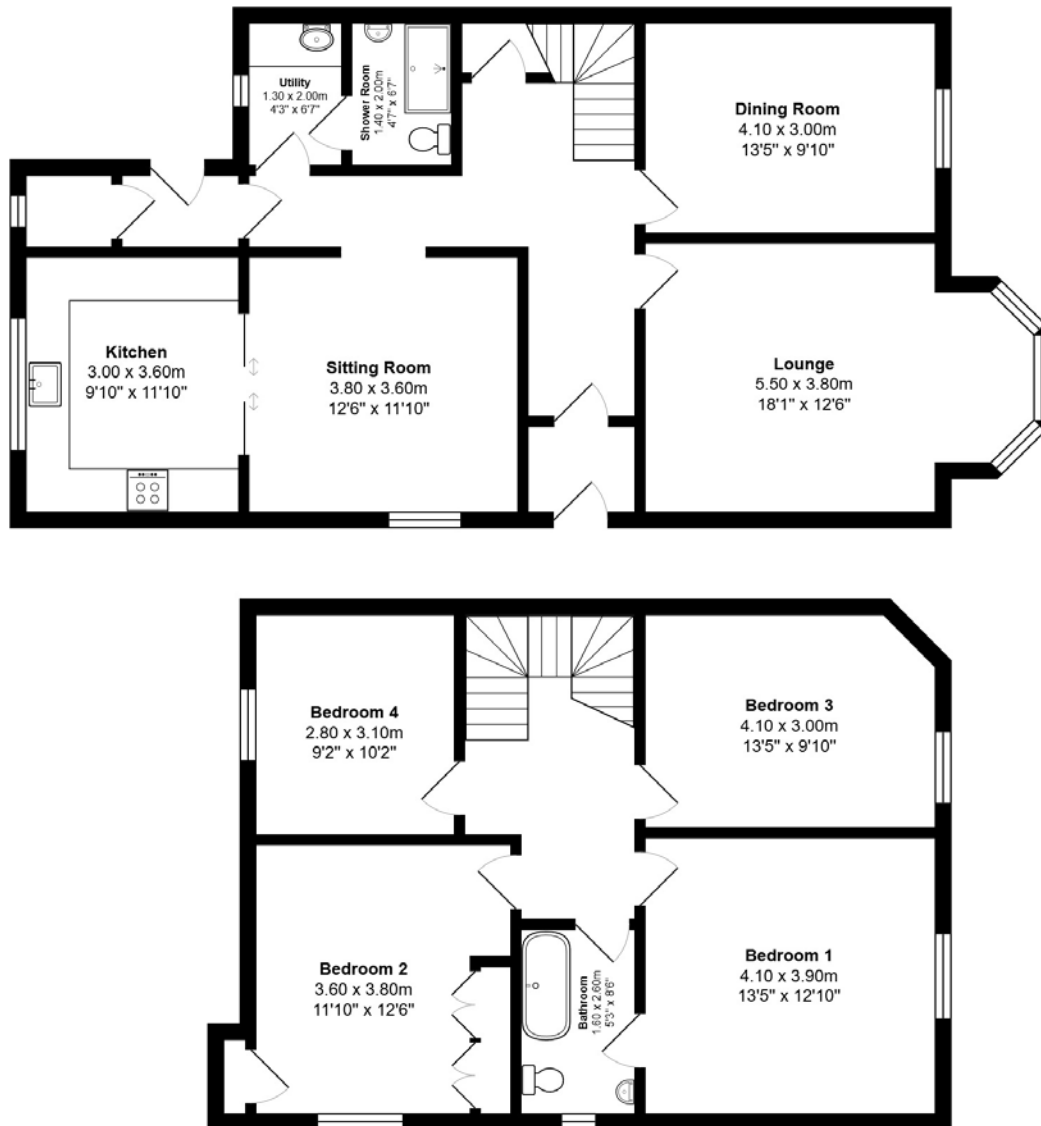 Utility
1.30 x 2.00m
4'3" x 6'7"
Shower Room
1.40 x 2.00m
4'7" x 6'7"
Dining Room
4.10 x 3.00m
13'5" x 9'10"
Kitchen
3.00 x 3.60m
9'10" x 11'10"
Sitting Room
3.80 x 3.60m
12'6" x 11'10"
Lounge
5.50 x 3.80m
18'1" x 12'6"
Bedroom 4
2.80 x 3.10m
9'2" x 10'2"
Bedroom 3
4.10 x 3.00m
13'5" x 9'10"
Bedroom 2
3.60 x 3.80m
11'10" x 12'6"
Bathroom
1.60 x 2.60m
5'3" x 8'6"
Bedroom 1
4.10 x 3.90m
13'5" x 12'10"